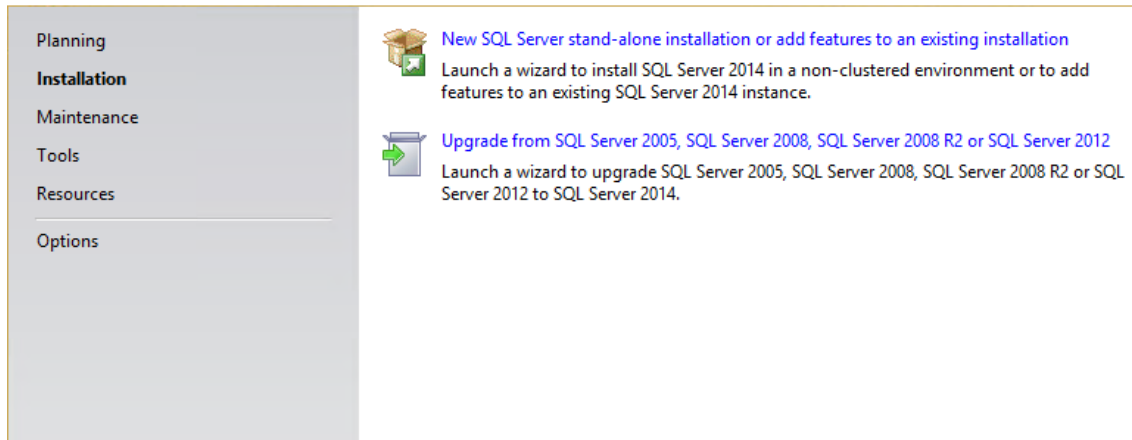 Planning
Installation
Maintenance
Tools
Resources
Options
New SQL Server stand-alone installation or add features to an existing installation
Launch a wizard to install SQL Server 2014 in a non-clustered environment or to add
features to an existing SQL Server 2014 instance.
Upgrade from SQL Server 2005, SQL Server 2008, SQL Server 2008 R2 or SQL Server 2012
Launch a wizard to upgrade SQL Server 2005, SQL Server 2008, SQL Server 2008 R2 or SQL
Server 2012 to SQL Server 2014.